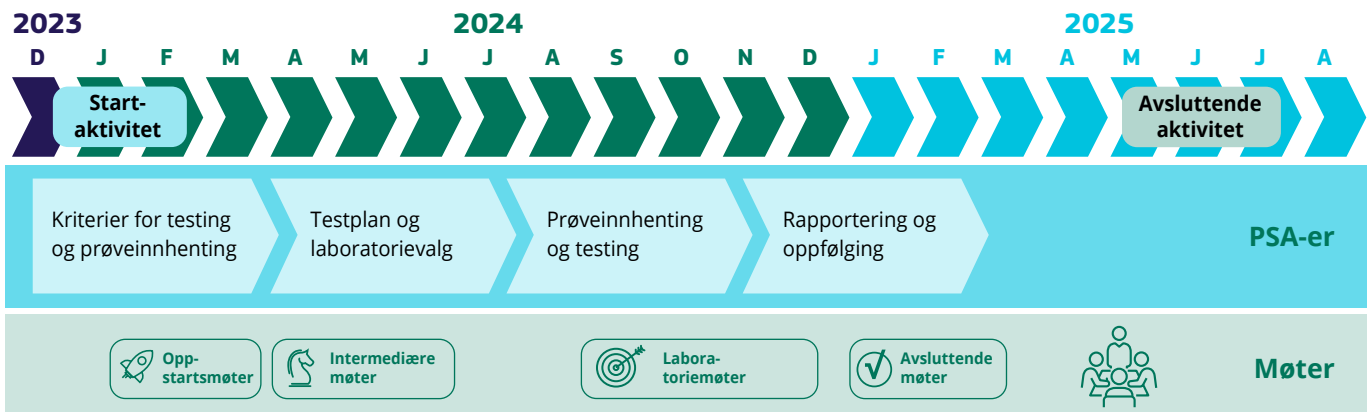 2023 2024 2025
D J F M A M J J A S O N D J F M A M J J A
Start-
aktivitet
Avsluttende
aktivitet
Kriterier for testing
og prøveinnhenting
Testplan og
laboratorievalg
Prøveinnhenting
og testing
Rapportering og
oppfølging
PSA-er
Opp-
startsmøter
Intermediære
møter
Labora-
toriemøter
Avsluttende
møter
Møter